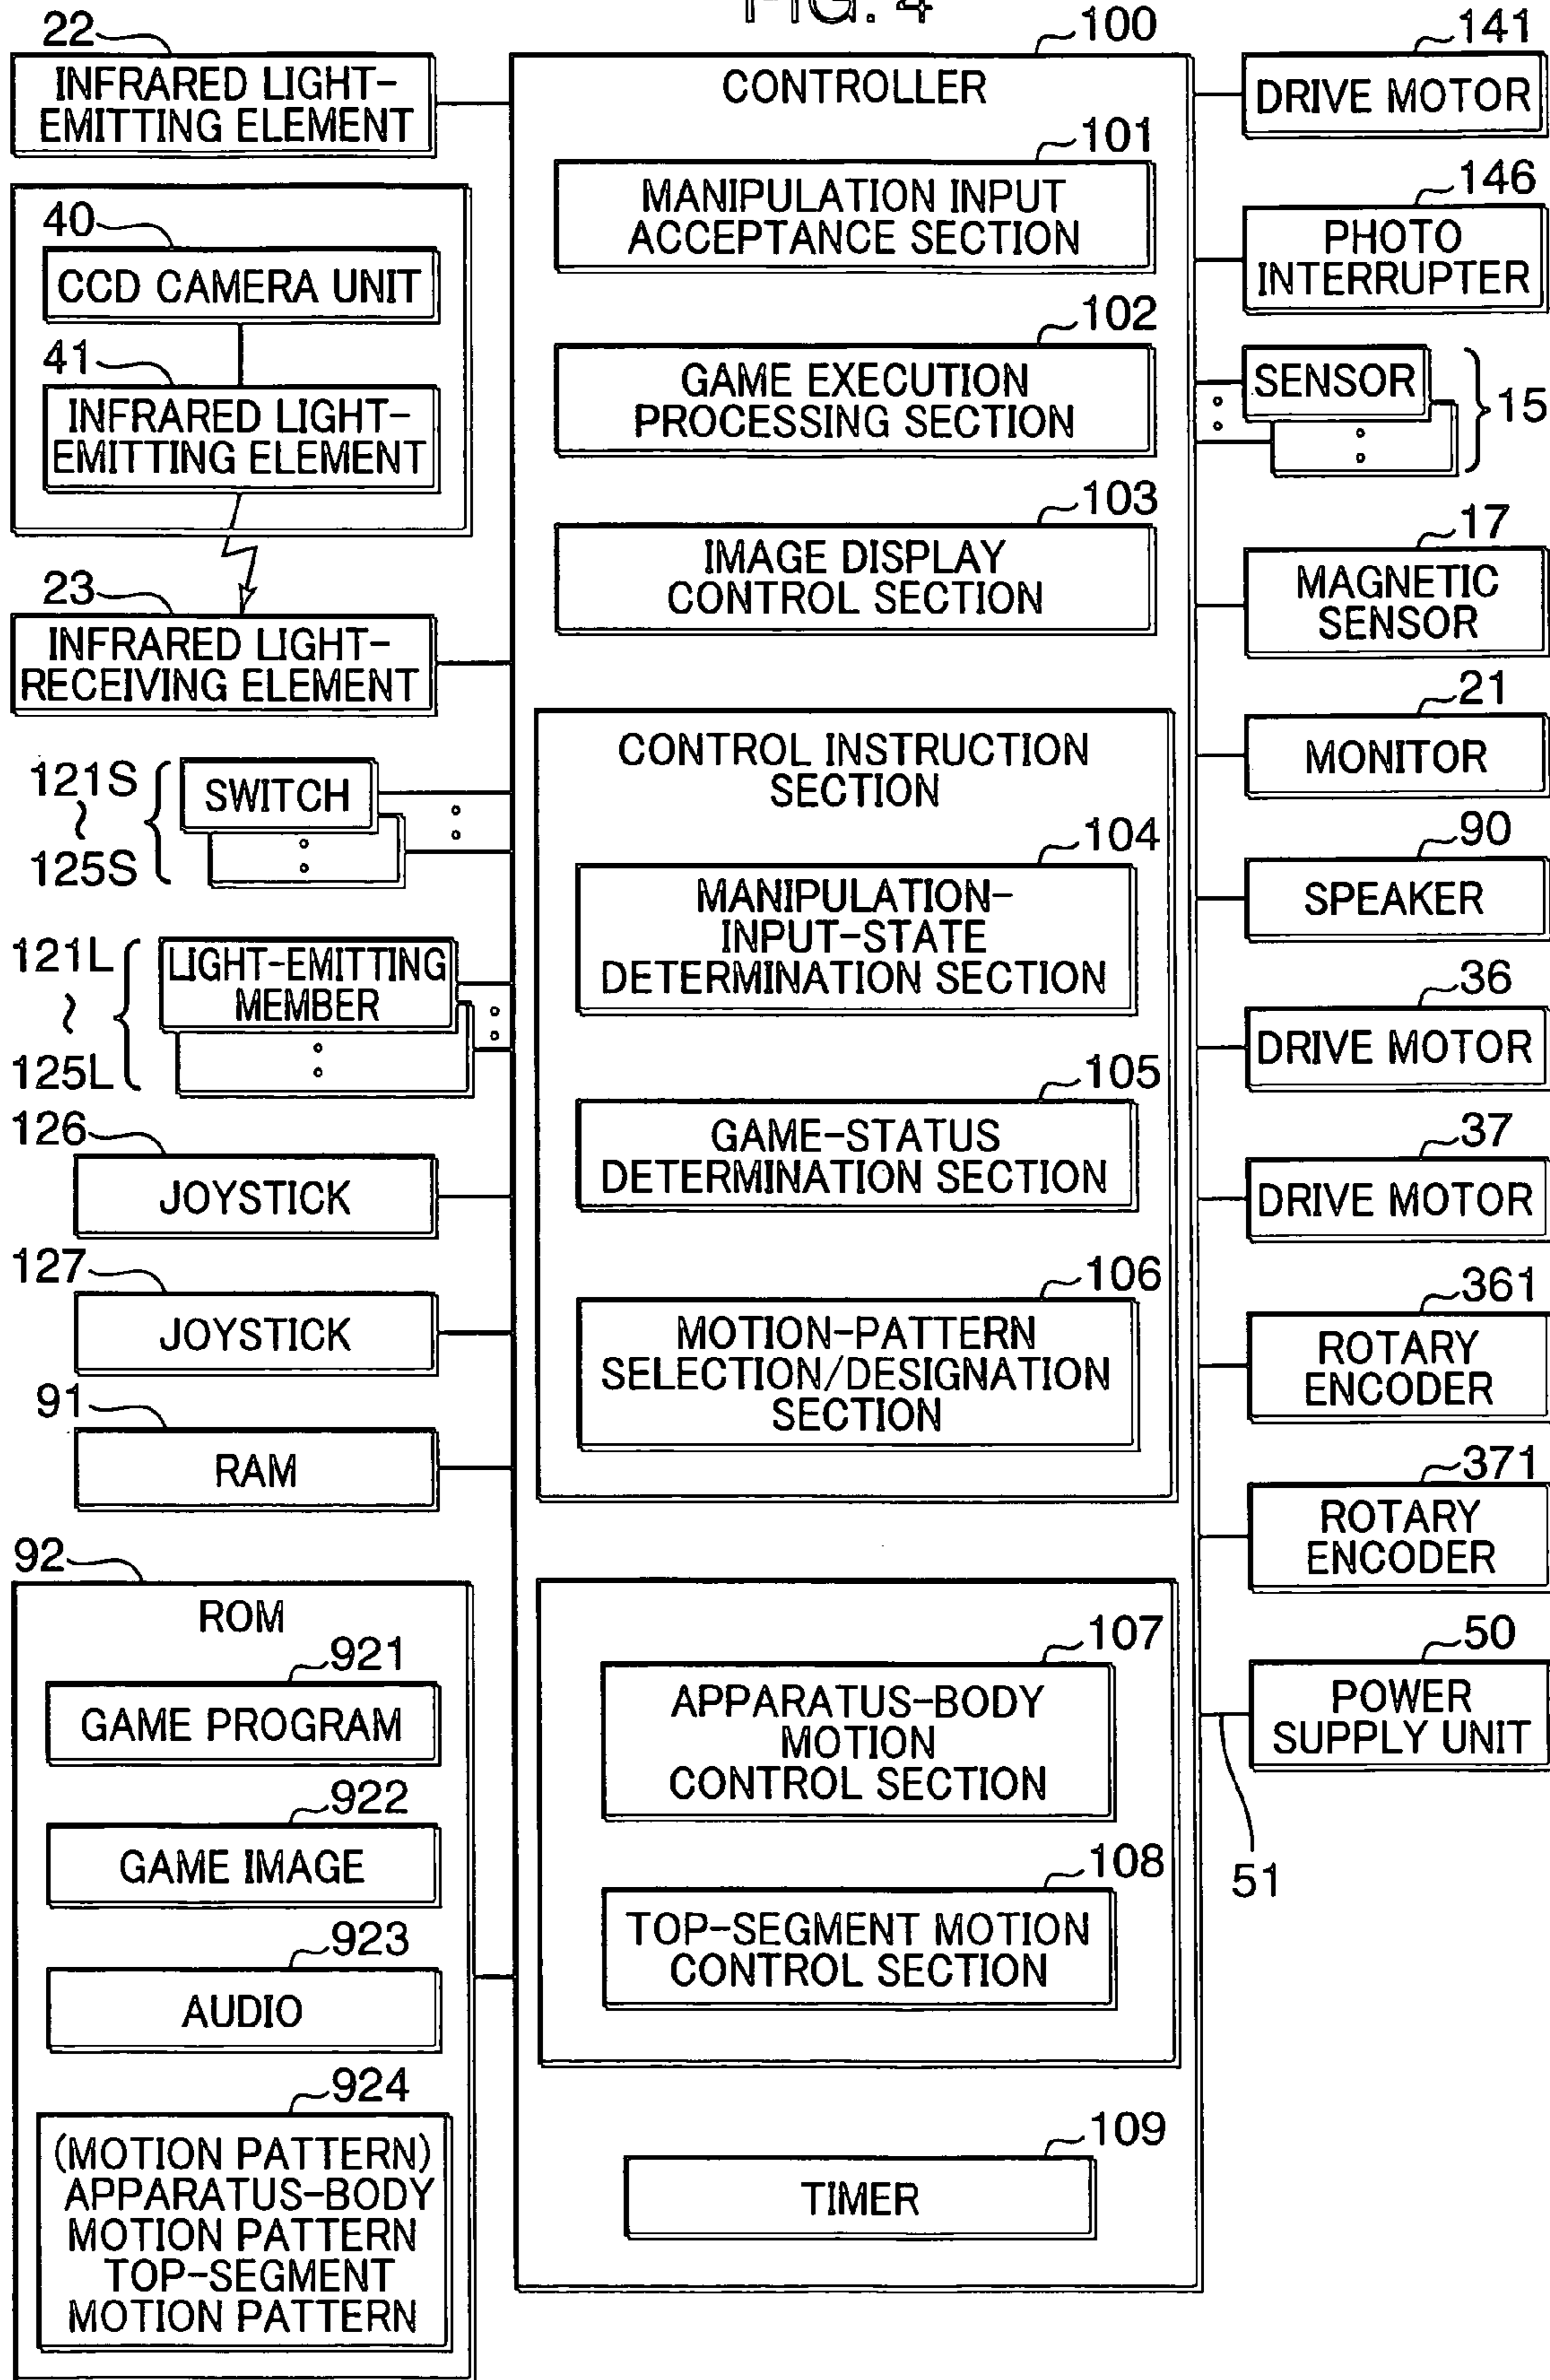 FIG. 4
22
INFRARED LIGHT-
EMITTING ELEMENT
40
CCD CAMERA UNIT
41
INFRARED LIGHT-
EMITTING ELEMENT
23
INFRARED LIGHT-
RECEIVING ELEMENT
121S
~
125S
SWITCH
121L
~
125L
LIGHT-EMITTING
MEMBER
126
JOYSTICK
127
JOYSTICK
91
RAM
92
ROM
921
GAME PROGRAM
922
GAME IMAGE
923
AUDIO
924
(MOTION PATTERN)
APPARATUS-BODY
MOTION PATTERN
TOP-SEGMENT
MOTION PATTERN
100
CONTROLLER
101
MANIPULATION INPUT
ACCEPTANCE SECTION
102
GAME EXECUTION
PROCESSING SECTION
103
IMAGE DISPLAY
CONTROL SECTION
CONTROL INSTRUCTION
SECTION
104
MANIPULATION-
INPUT-STATE
DETERMINATION SECTION
105
GAME-STATUS
DETERMINATION SECTION
106
MOTION-PATTERN
SELECTION/DESIGNATION
SECTION
107
APPARATUS-BODY
MOTION
CONTROL SECTION
108
TOP-SEGMENT MOTION
CONTROL SECTION
109
TIMER
141
DRIVE MOTOR
146
PHOTO
INTERRUPTER
SENSOR
15
17
MAGNETIC
SENSOR
21
MONITOR
90
SPEAKER
36
DRIVE MOTOR
37
DRIVE MOTOR
361
ROTARY
ENCODER
371
ROTARY
ENCODER
50
POWER
SUPPLY UNIT
51